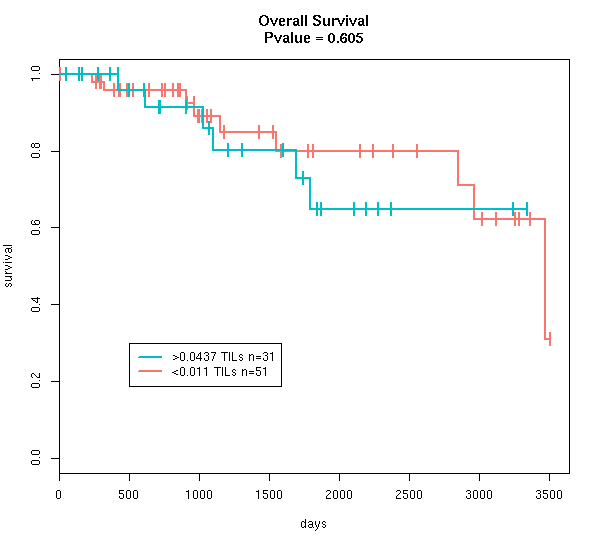 Overall Survival
Pvalue = 0.605
survival
1.0
0.8
0.6
0.4
0.2
0.0
>0.0437 TILs n=31
<0.011 TILs n=51
0 500 1000 1500 2000 2500 3000 3500
days